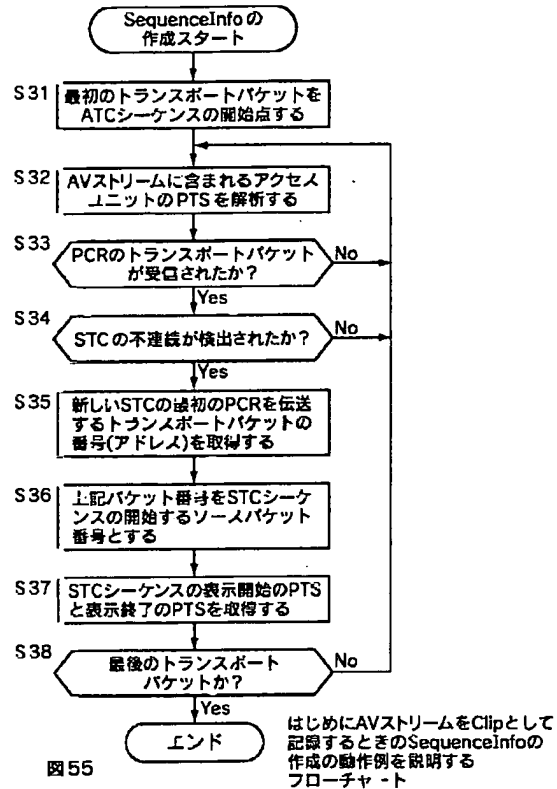 SequenceInfoの
作成スタート
S31
最初のトランスポートパケットを
ATCシーケンスの開始点する
S32
AVストリームに含まれるアクセス
ユニットのPTSを解析する
S33
PCRのトランスポートパケット
が受信されたか?
No
Yes
S34
STCの不連続が検出されたか?
No
Yes
S35
新しいSTCの最初のPCRを伝送
するトランスポートパケットの
番号(アドレス)を取得する
S36
上記パケット番号をSTCシーケ
ンスの開始するソースパケット
番号とする
S37
STCシーケンスの表示開始のPTS
と表示終了のPTSを取得する
S38
最後のトランスポート
パケットか?
No
Yes
エンド
図55
はじめにAVストリームをClipとして
記録するときのSequenceInfoの
作成の動作例を説明する
フローチャート